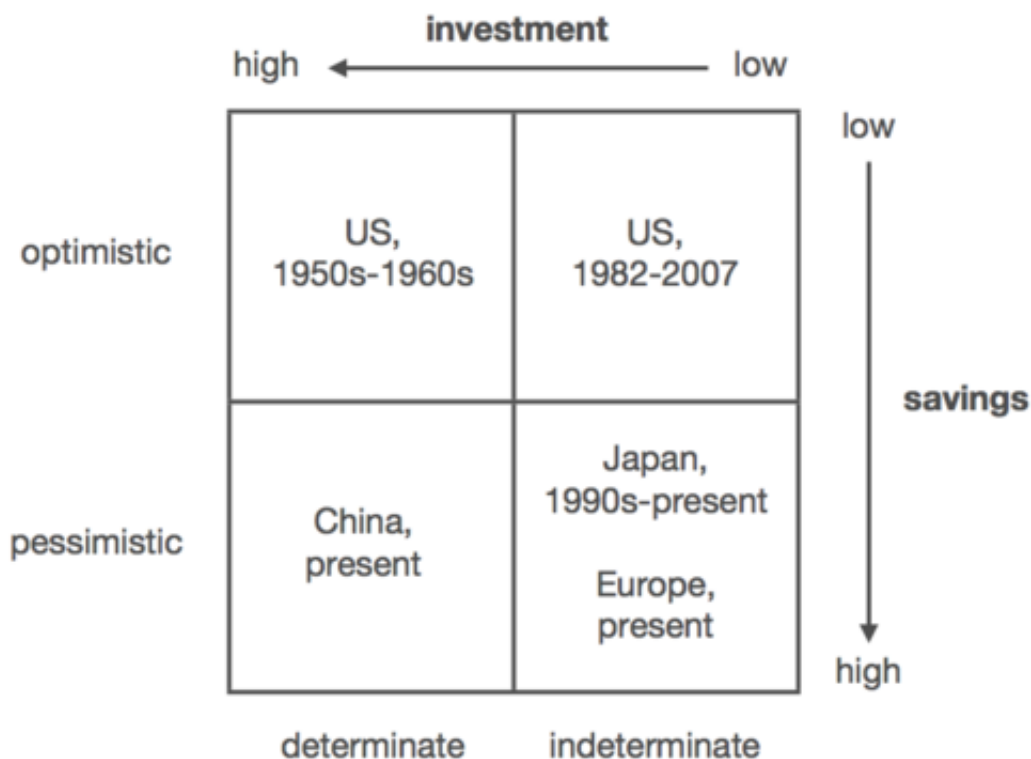 investment
high low
low
optimistic
US,
1950s-1960s
US,
1982-2007
savings
pessimistic
China,
present
Japan,
1990s-present
Europe,
present
high
determinate indeterminate